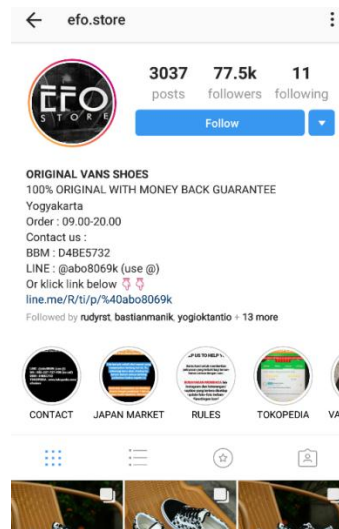 efo.store
EFO
STORE
3037 77.5k 11
posts followers following
Follow
ORIGINAL VANS SHOES
100% ORIGINAL WITH MONEY BACK GUARANTEE
Yogyakarta
Order : 09.00-20.00
Contact us :
BBM : D4BE5732
LINE : @abo8069k (use @)
Or klick link below 👇👇
line.me/R/ti/p/%40abo8069k
Followed by rudyrst, bastianmanik, yogioktantio + 13 more
CONTACT JAPAN MARKET RULES TOKOPEDIA VA